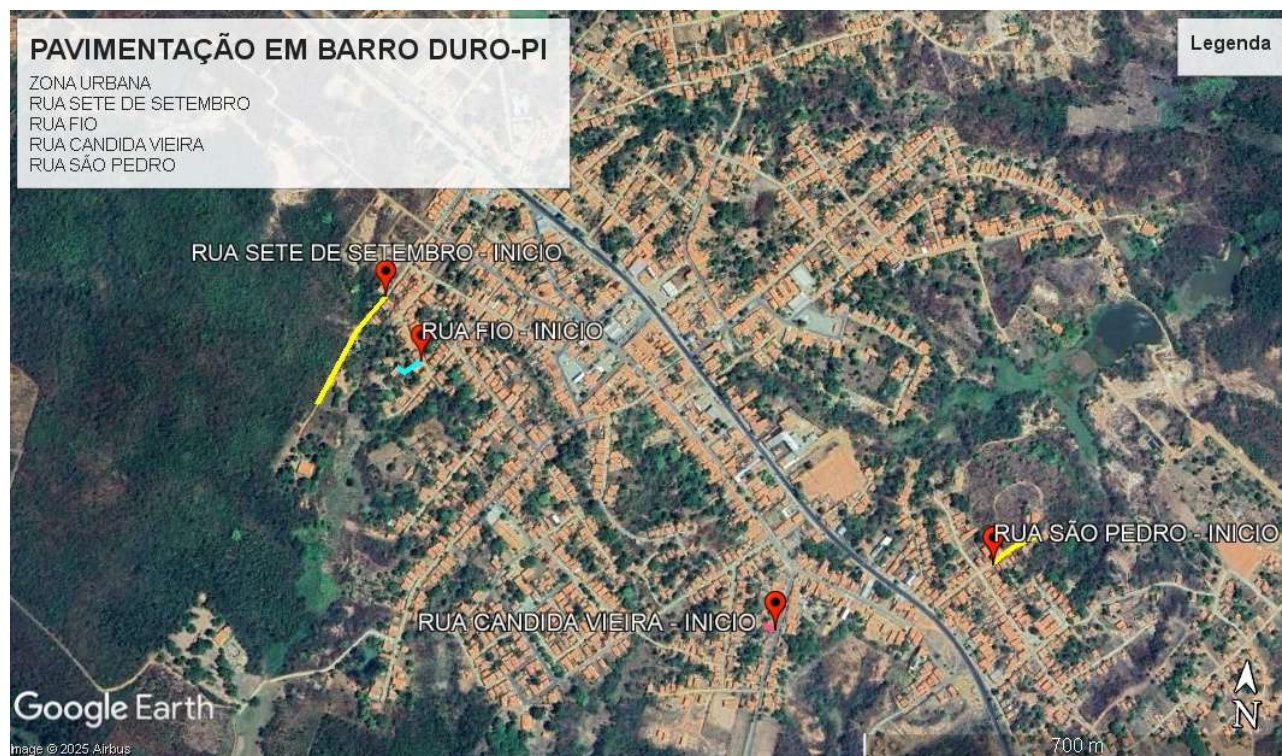 PAVIMENTAÇÃO EM BARRO DURO-PI
ZONA URBANA
RUA SETE DE SETEMBRO
RUA FIO
RUA CANDIDA VIEIRA
RUA SÃO PEDRO
Legenda
RUA SETE DE SETEMBRO - INICIO
RUA FIO - INICIO
RUA SÃO PEDRO - INICIO
RUA CANDIDA VIEIRA - INICIO
Google Earth
N
Image © 2025 Airbus
700 m